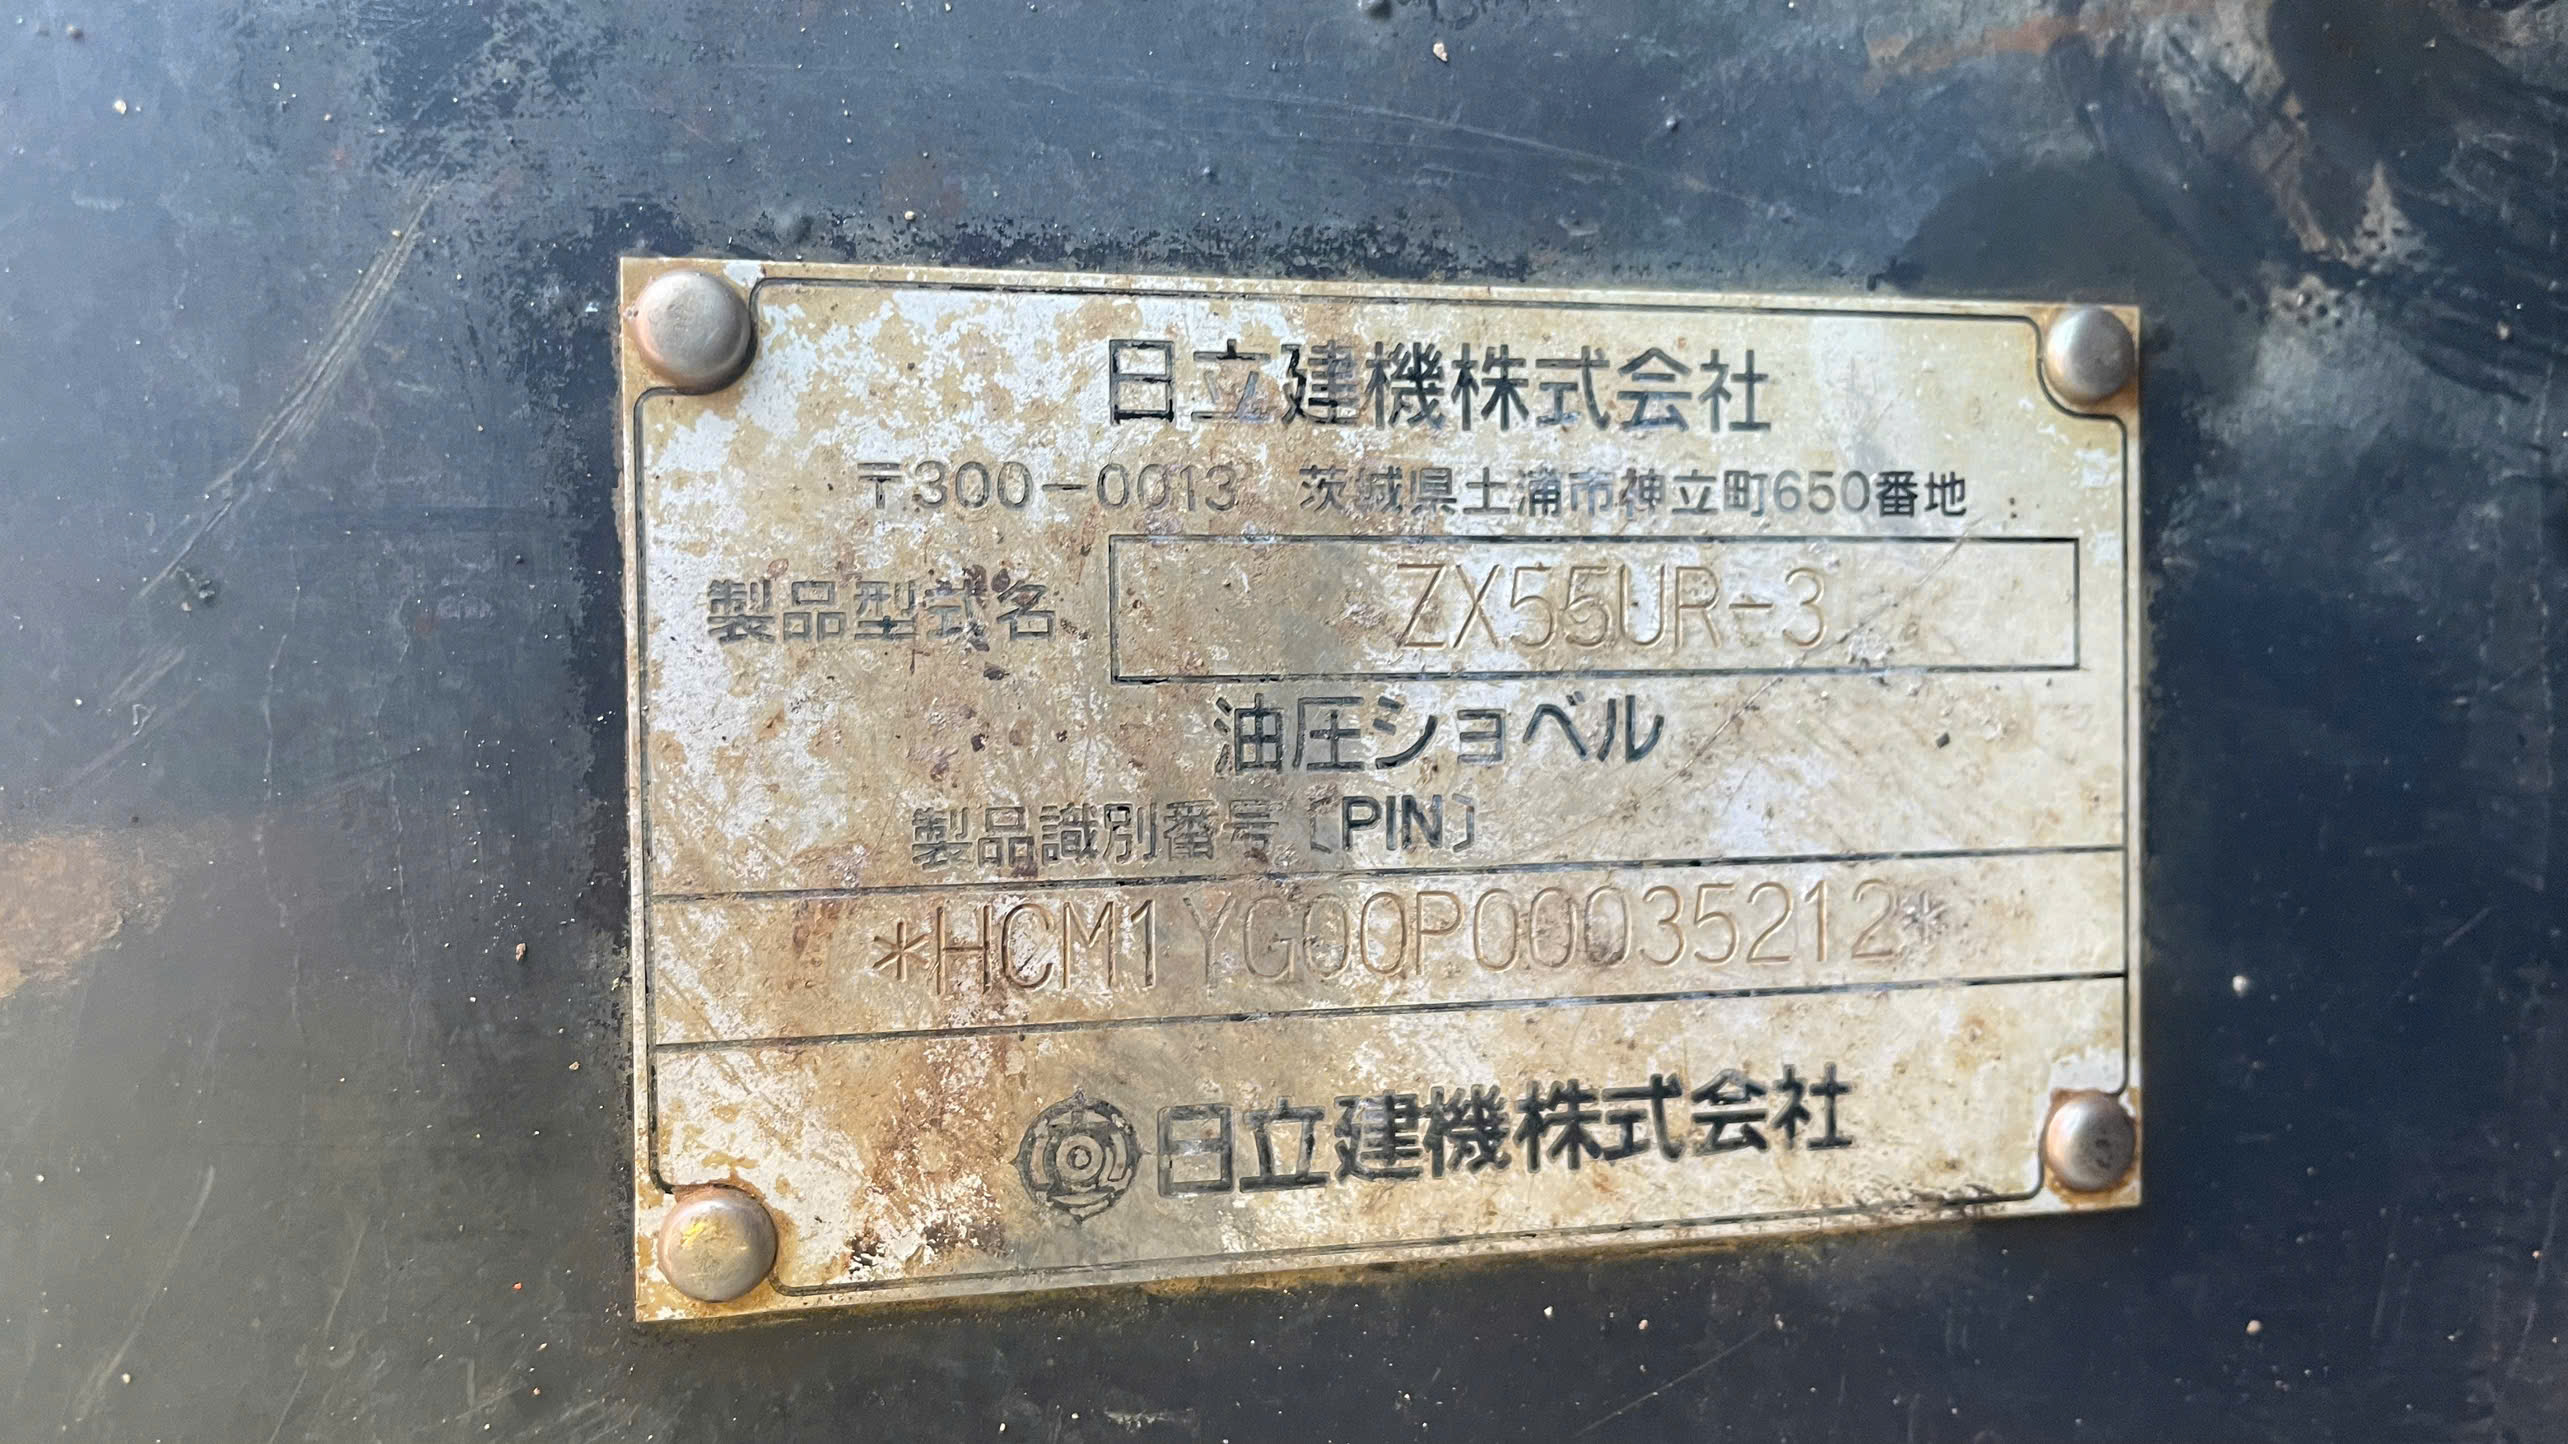 日立建機株式会社
〒300-0013 茨城県土浦市神立町650番地
製品型式名 ZX55UR-3
油圧ショベル
製品識別番号〔PIN〕
*HCM1YG00P00035212*
日立建機株式会社